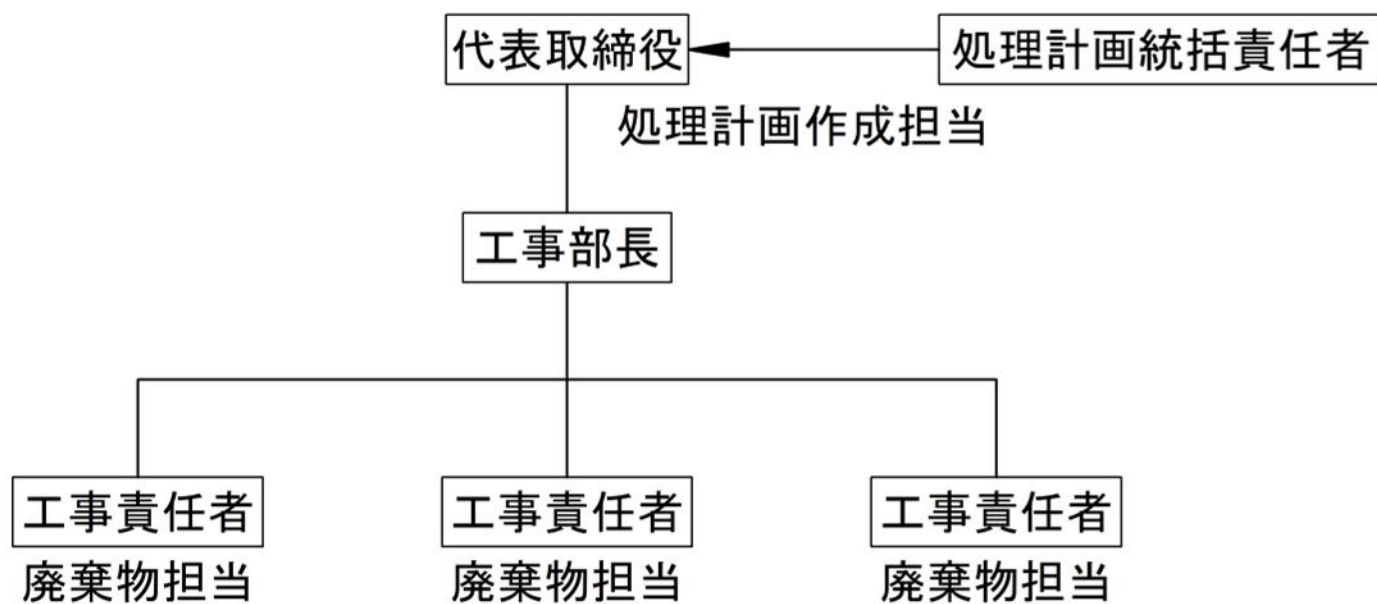 代表取締役
処理計画統括責任者
処理計画作成担当
工事部長
工事責任者
工事責任者
工事責任者
廃棄物担当
廃棄物担当
廃棄物担当